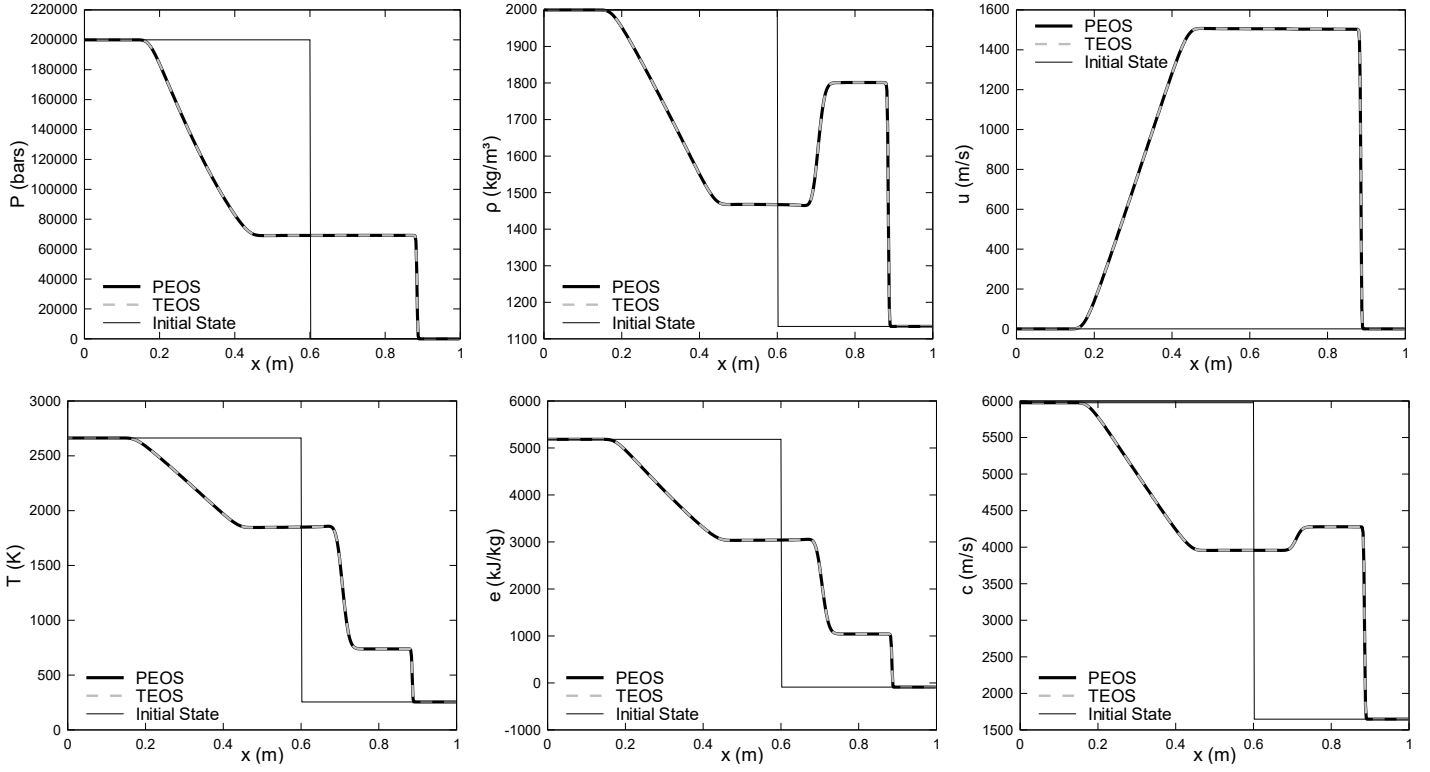 P (bars)
220000
200000
180000
160000
140000
120000
100000
80000
60000
40000
20000
0
PEOS
TEOS
Initial State
0 0.2 0.4 0.6 0.8 1
x (m)
ρ (kg/m³)
2000
1900
1800
1700
1600
1500
1400
1300
1200
1100
PEOS
TEOS
Initial State
0 0.2 0.4 0.6 0.8 1
x (m)
u (m/s)
1600
1400
1200
1000
800
600
400
200
0
PEOS
TEOS
Initial State
0 0.2 0.4 0.6 0.8 1
x (m)
T (K)
3000
2500
2000
1500
1000
500
0
PEOS
TEOS
Initial State
0 0.2 0.4 0.6 0.8 1
x (m)
e (kJ/kg)
6000
5000
4000
3000
2000
1000
0
-1000
PEOS
TEOS
Initial State
0 0.2 0.4 0.6 0.8 1
x (m)
c (m/s)
6000
5500
5000
4500
4000
3500
3000
2500
2000
1500
PEOS
TEOS
Initial State
0 0.2 0.4 0.6 0.8 1
x (m)